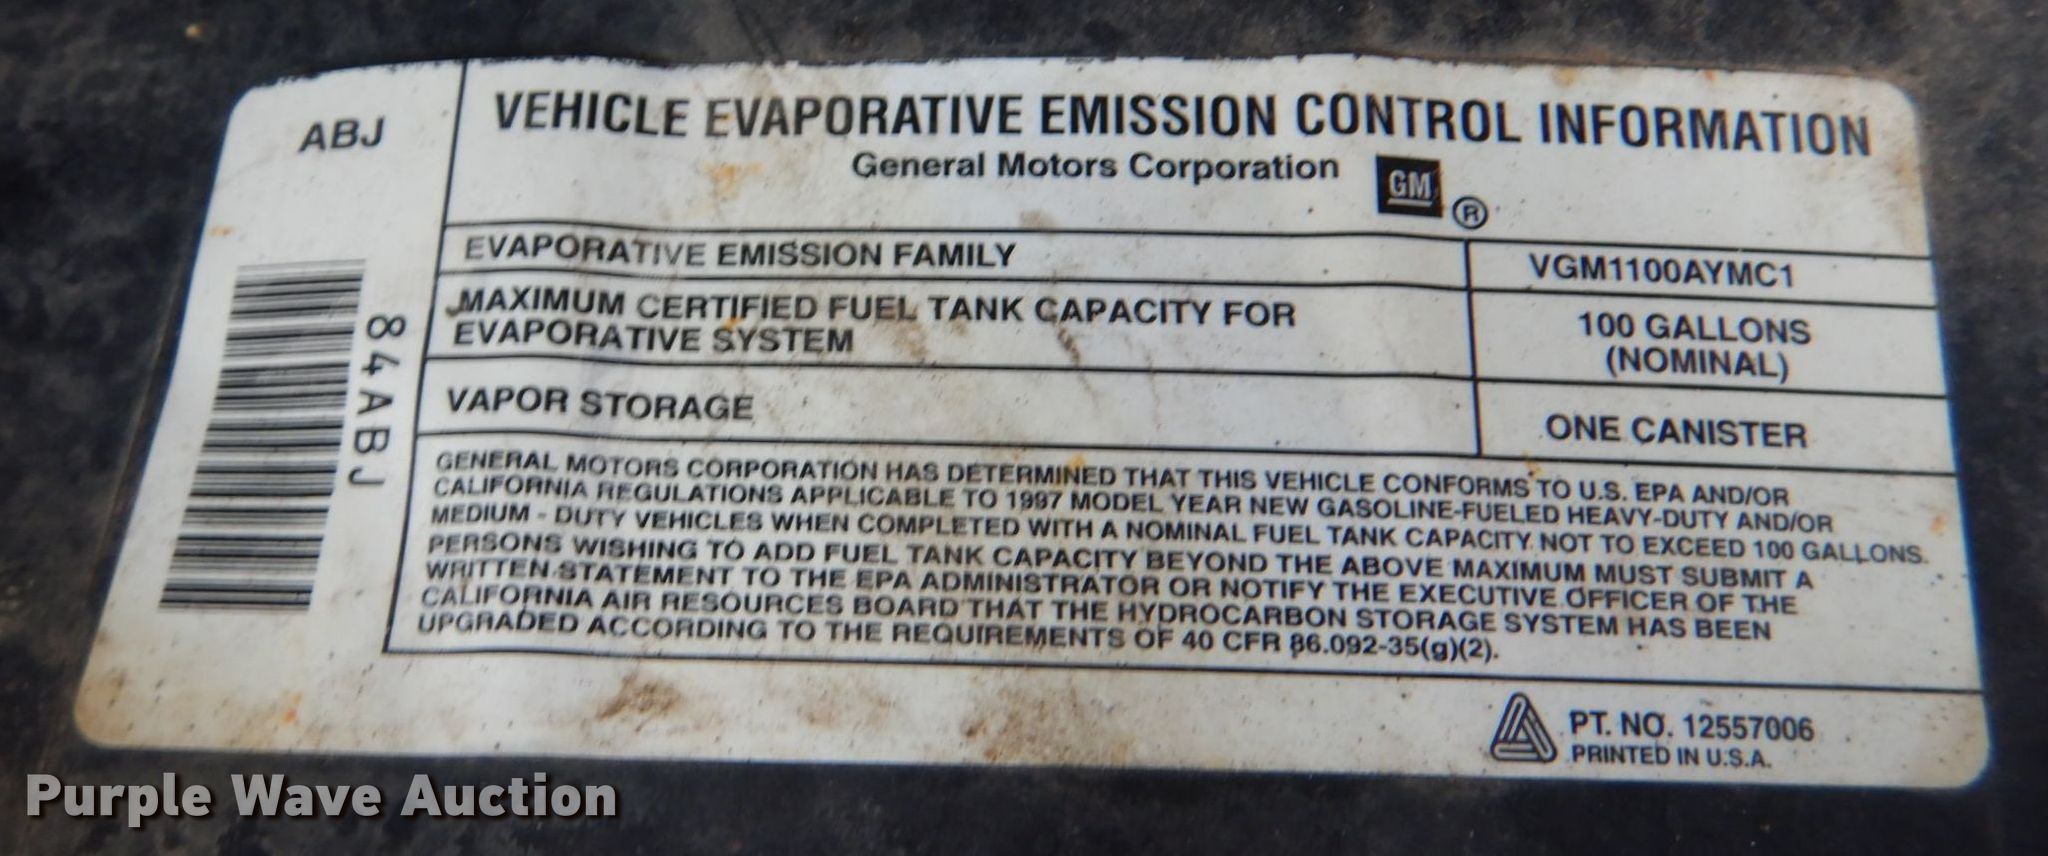 ABJ
84ABJ
VEHICLE EVAPORATIVE EMISSION CONTROL INFORMATION
General Motors Corporation
GM
®
EVAPORATIVE EMISSION FAMILY
VGM1100AYMC1
MAXIMUM CERTIFIED FUEL TANK CAPACITY FOR
EVAPORATIVE SYSTEM
100 GALLONS
(NOMINAL)
VAPOR STORAGE
ONE CANISTER
GENERAL MOTORS CORPORATION HAS DETERMINED THAT THIS VEHICLE CONFORMS TO U.S. EPA AND/OR
CALIFORNIA REGULATIONS APPLICABLE TO 1997 MODEL YEAR NEW GASOLINE-FUELED HEAVY-DUTY AND/OR
MEDIUM - DUTY VEHICLES WHEN COMPLETED WITH A NOMINAL FUEL TANK CAPACITY NOT TO EXCEED 100 GALLONS.
PERSONS WISHING TO ADD FUEL TANK CAPACITY BEYOND THE ABOVE MAXIMUM MUST SUBMIT A
WRITTEN STATEMENT TO THE EPA ADMINISTRATOR OR NOTIFY THE EXECUTIVE OFFICER OF THE
CALIFORNIA AIR RESOURCES BOARD THAT THE HYDROCARBON STORAGE SYSTEM HAS BEEN
UPGRADED ACCORDING TO THE REQUIREMENTS OF 40 CFR 86.092-35(g)(2).
PT. NO. 12557006
PRINTED IN U.S.A.
Purple Wave Auction